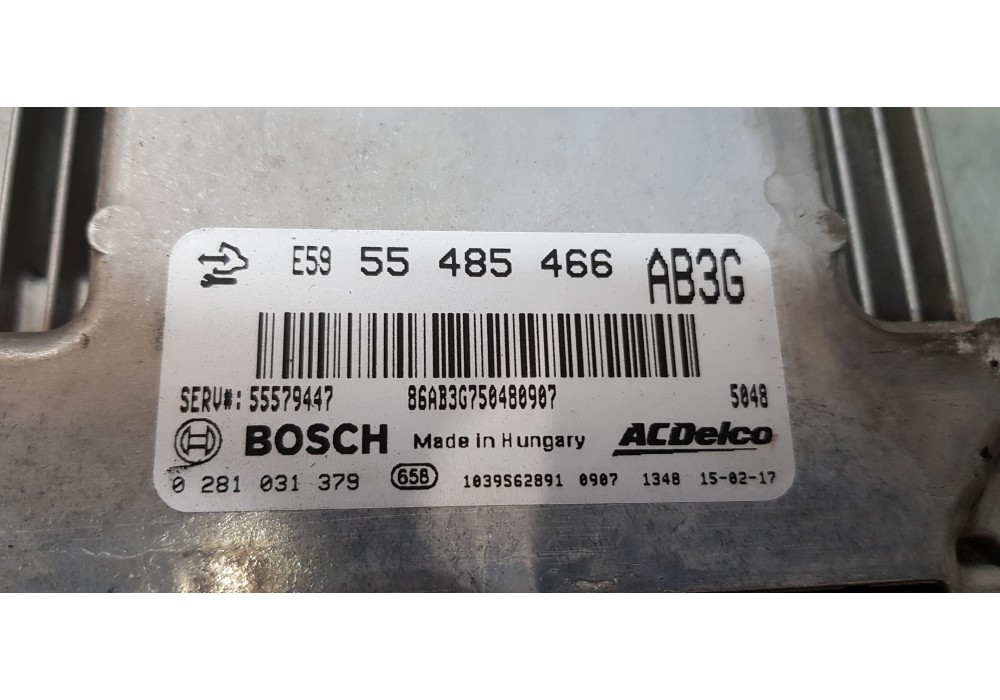 E59 55 485 466 AB3G
SERV#: 55579447 86AB3G750480907 5048
BOSCH Made in Hungary ACDelco
0 281 031 379 658 1039S62891 0907 1348 15-02-17